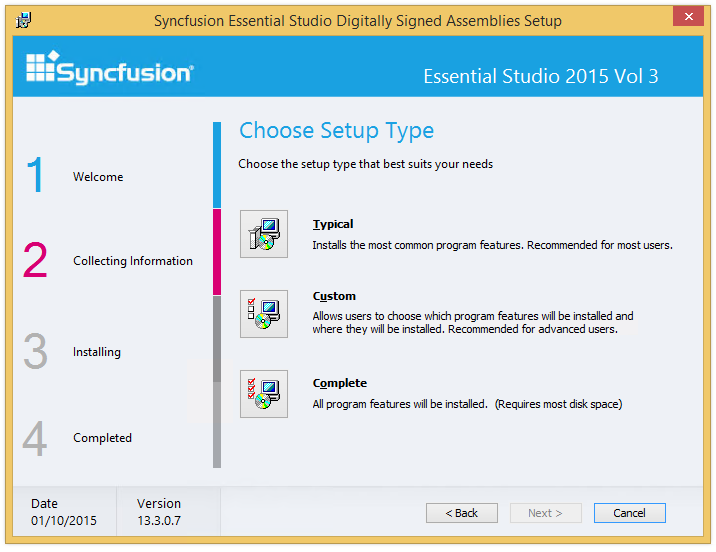 Syncfusion Essential Studio Digitally Signed Assemblies Setup
Syncfusion®
Essential Studio 2015 Vol 3
1 Welcome
2 Collecting Information
3 Installing
4 Completed
Choose Setup Type
Choose the setup type that best suits your needs
Typical
Installs the most common program features. Recommended for most users.
Custom
Allows users to choose which program features will be installed and
where they will be installed. Recommended for advanced users.
Complete
All program features will be installed. (Requires most disk space)
Date
01/10/2015
Version
13.3.0.7
< Back
Next >
Cancel